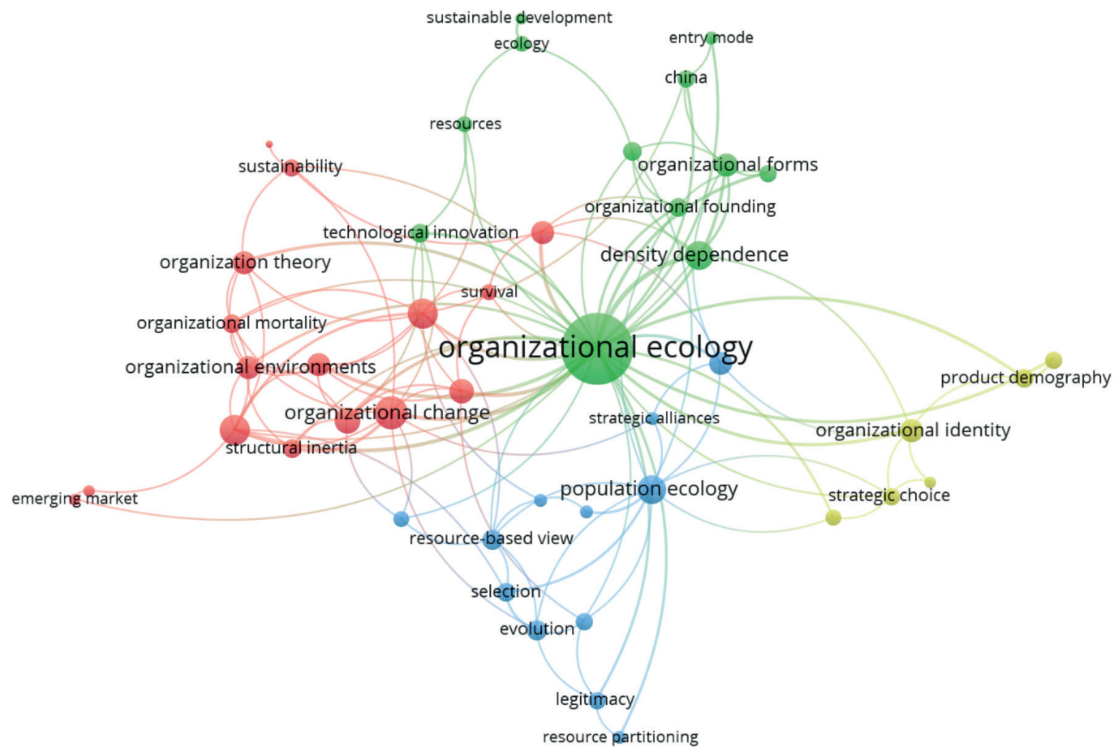 sustainable development
ecology
entry mode
china
resources
sustainability
organizational forms
organizational founding
technological innovation
density dependence
organization theory
survival
organizational mortality
organizational ecology
organizational environments
product demography
organizational change
strategic alliances
organizational identity
structural inertia
population ecology
strategic choice
emerging market
resource-based view
selection
evolution
legitimacy
resource partitioning